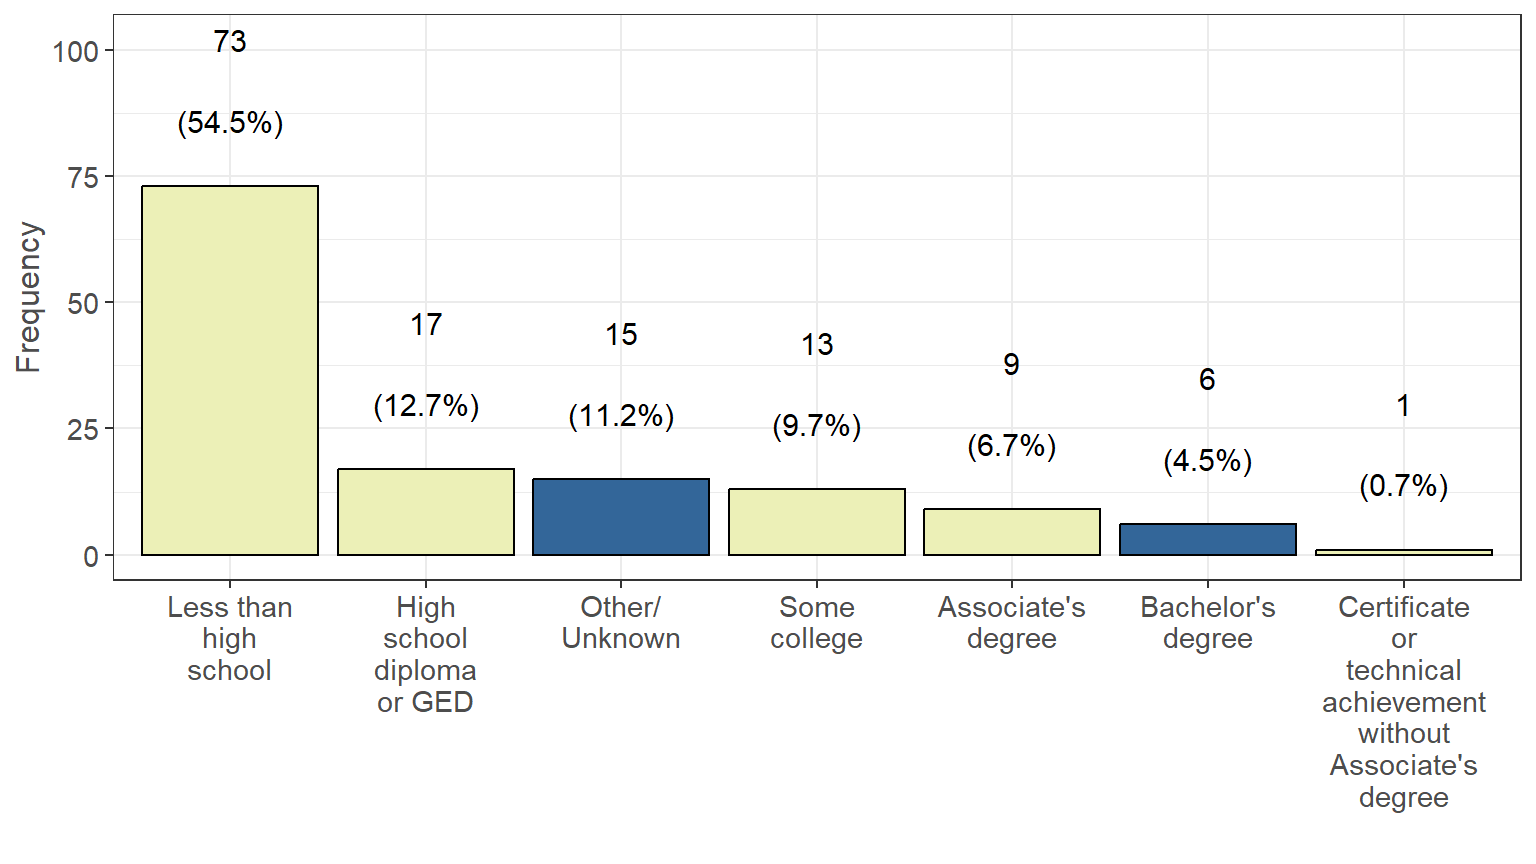 Frequency
100
75
50
25
0
73
(54.5%)
17
(12.7%)
15
(11.2%)
13
(9.7%)
9
(6.7%)
6
(4.5%)
1
(0.7%)
Less than
high
school
High
school
diploma
or GED
Other/
Unknown
Some
college
Associate's
degree
Bachelor's
degree
Certificate
or
technical
achievement
without
Associate's
degree